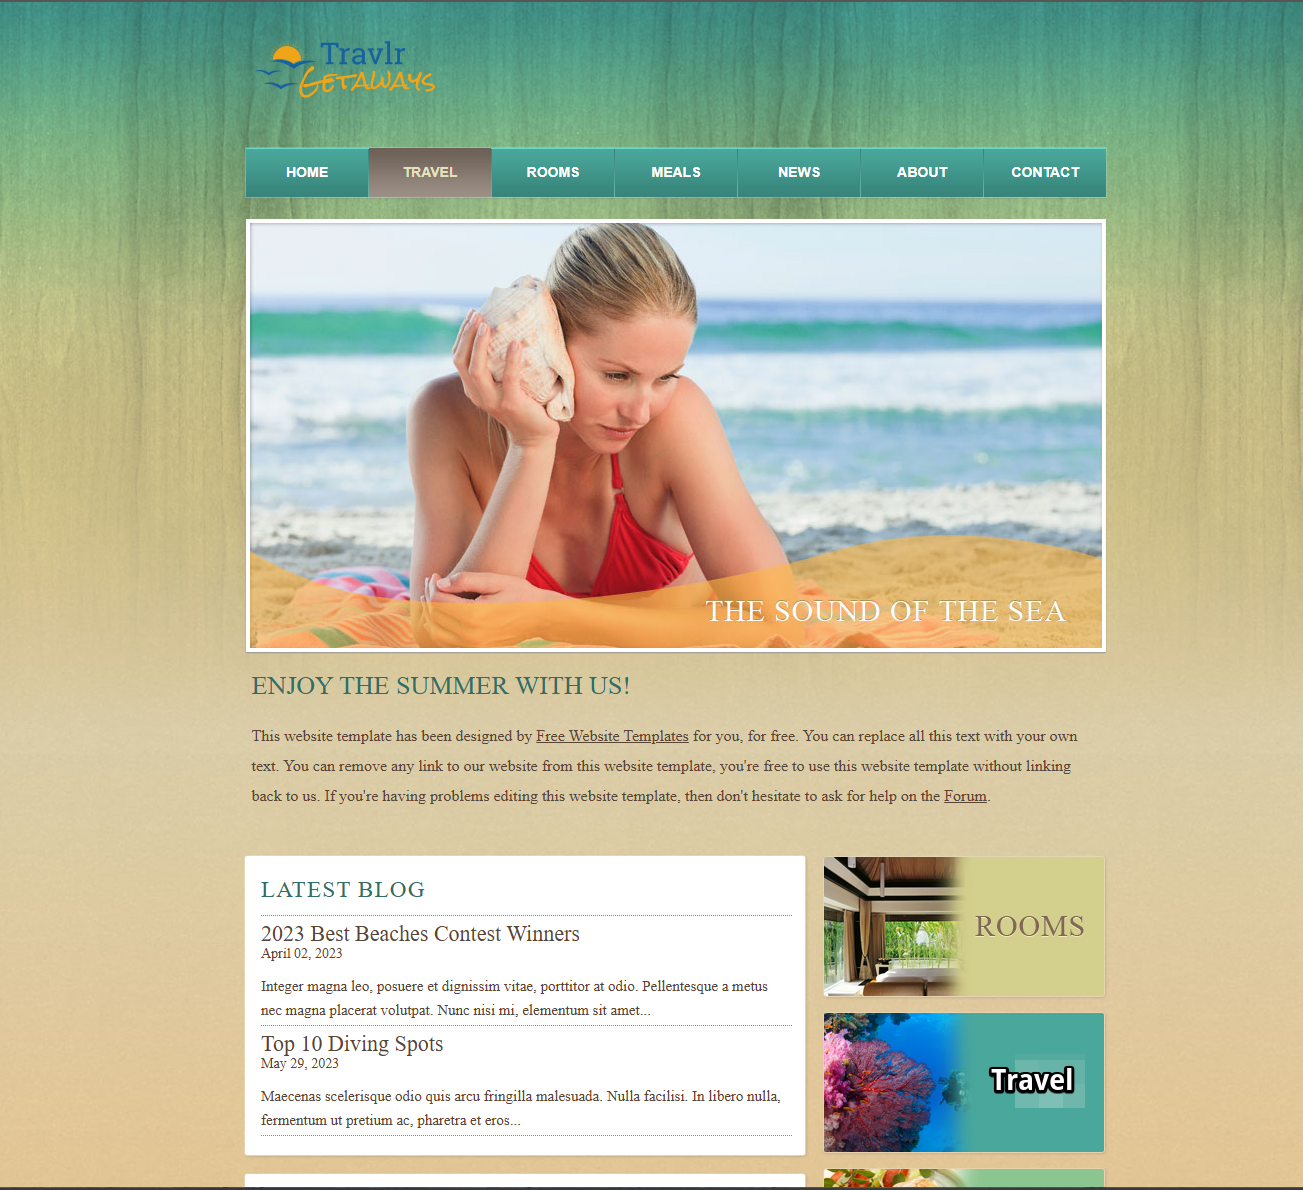 Travlr
Getaways
HOME TRAVEL ROOMS MEALS NEWS ABOUT CONTACT
THE SOUND OF THE SEA
ENJOY THE SUMMER WITH US!
This website template has been designed by Free Website Templates for you, for free. You can replace all this text with your own
text. You can remove any link to our website from this website template, you're free to use this website template without linking
back to us. If you're having problems editing this website template, then don't hesitate to ask for help on the Forum.
LATEST BLOG
2023 Best Beaches Contest Winners
April 02, 2023
Integer magna leo, posuere et dignissim vitae, porttitor at odio. Pellentesque a metus
nec magna placerat volutpat. Nunc nisi mi, elementum sit amet...
Top 10 Diving Spots
May 29, 2023
Maecenas scelerisque odio quis arcu fringilla malesuada. Nulla facilisi. In libero nulla,
fermentum ut pretium ac, pharetra et eros...
ROOMS
Travel